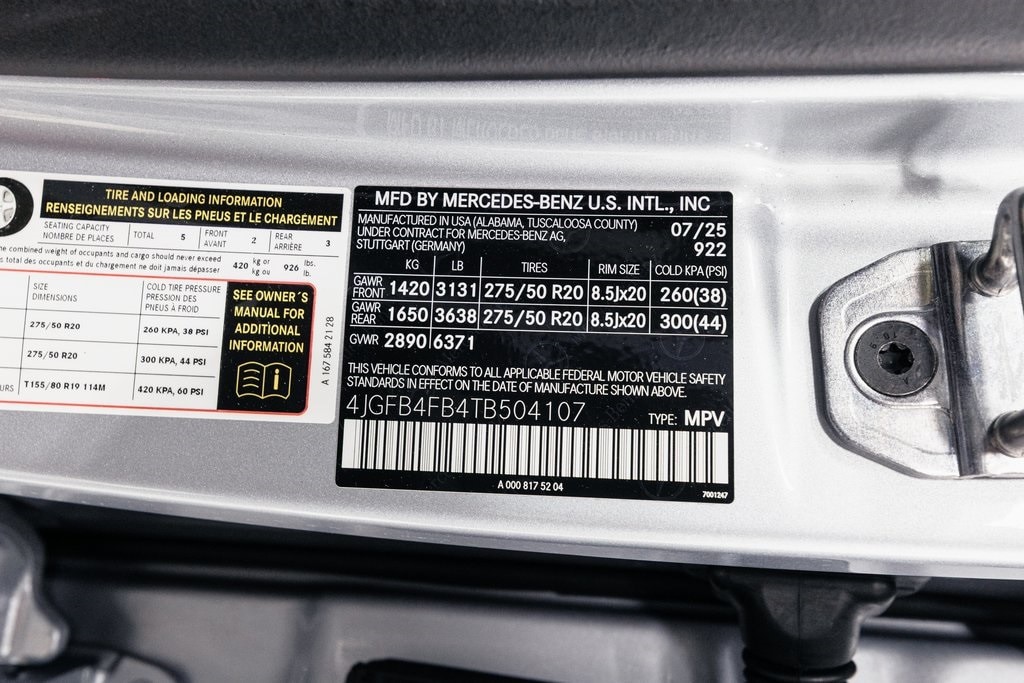 TIRE AND LOADING INFORMATION
RENSEIGNEMENTS SUR LES PNEUS ET LE CHARGEMENT
SEATING CAPACITY
NOMBRE DE PLACES
TOTAL 5
FRONT
AVANT
2
REAR
ARRIÈRE
3
he combined weight of occupants and cargo should never exceed
total des occupants et du chargement ne doit jamais dépasser
420 kg or
kg ou
926 lbs.
lb.
SIZE
DIMENSIONS
COLD TIRE PRESSURE
PRESSION DES
PNEUS À FROID
275/50 R20
260 KPA, 38 PSI
275/50 R20
300 KPA, 44 PSI
URS T155/80 R19 114M
420 KPA, 60 PSI
SEE OWNER´S
MANUAL FOR
ADDITIONAL
INFORMATION
A 167 584 21 28
MFD BY MERCEDES-BENZ U.S. INTL., INC
MANUFACTURED IN USA (ALABAMA, TUSCALOOSA COUNTY)
UNDER CONTRACT FOR MERCEDES-BENZ AG,
STUTTGART (GERMANY)
07/25
922
KG LB TIRES RIM SIZE COLD KPA (PSI)
GAWR
FRONT
1420 3131 275/50 R20 8.5Jx20 260(38)
GAWR
REAR
1650 3638 275/50 R20 8.5Jx20 300(44)
GVWR 2890 6371
THIS VEHICLE CONFORMS TO ALL APPLICABLE FEDERAL MOTOR VEHICLE SAFETY
STANDARDS IN EFFECT ON THE DATE OF MANUFACTURE SHOWN ABOVE.
4JGFB4FB4TB504107 TYPE: MPV
A 000 817 52 04
7001247